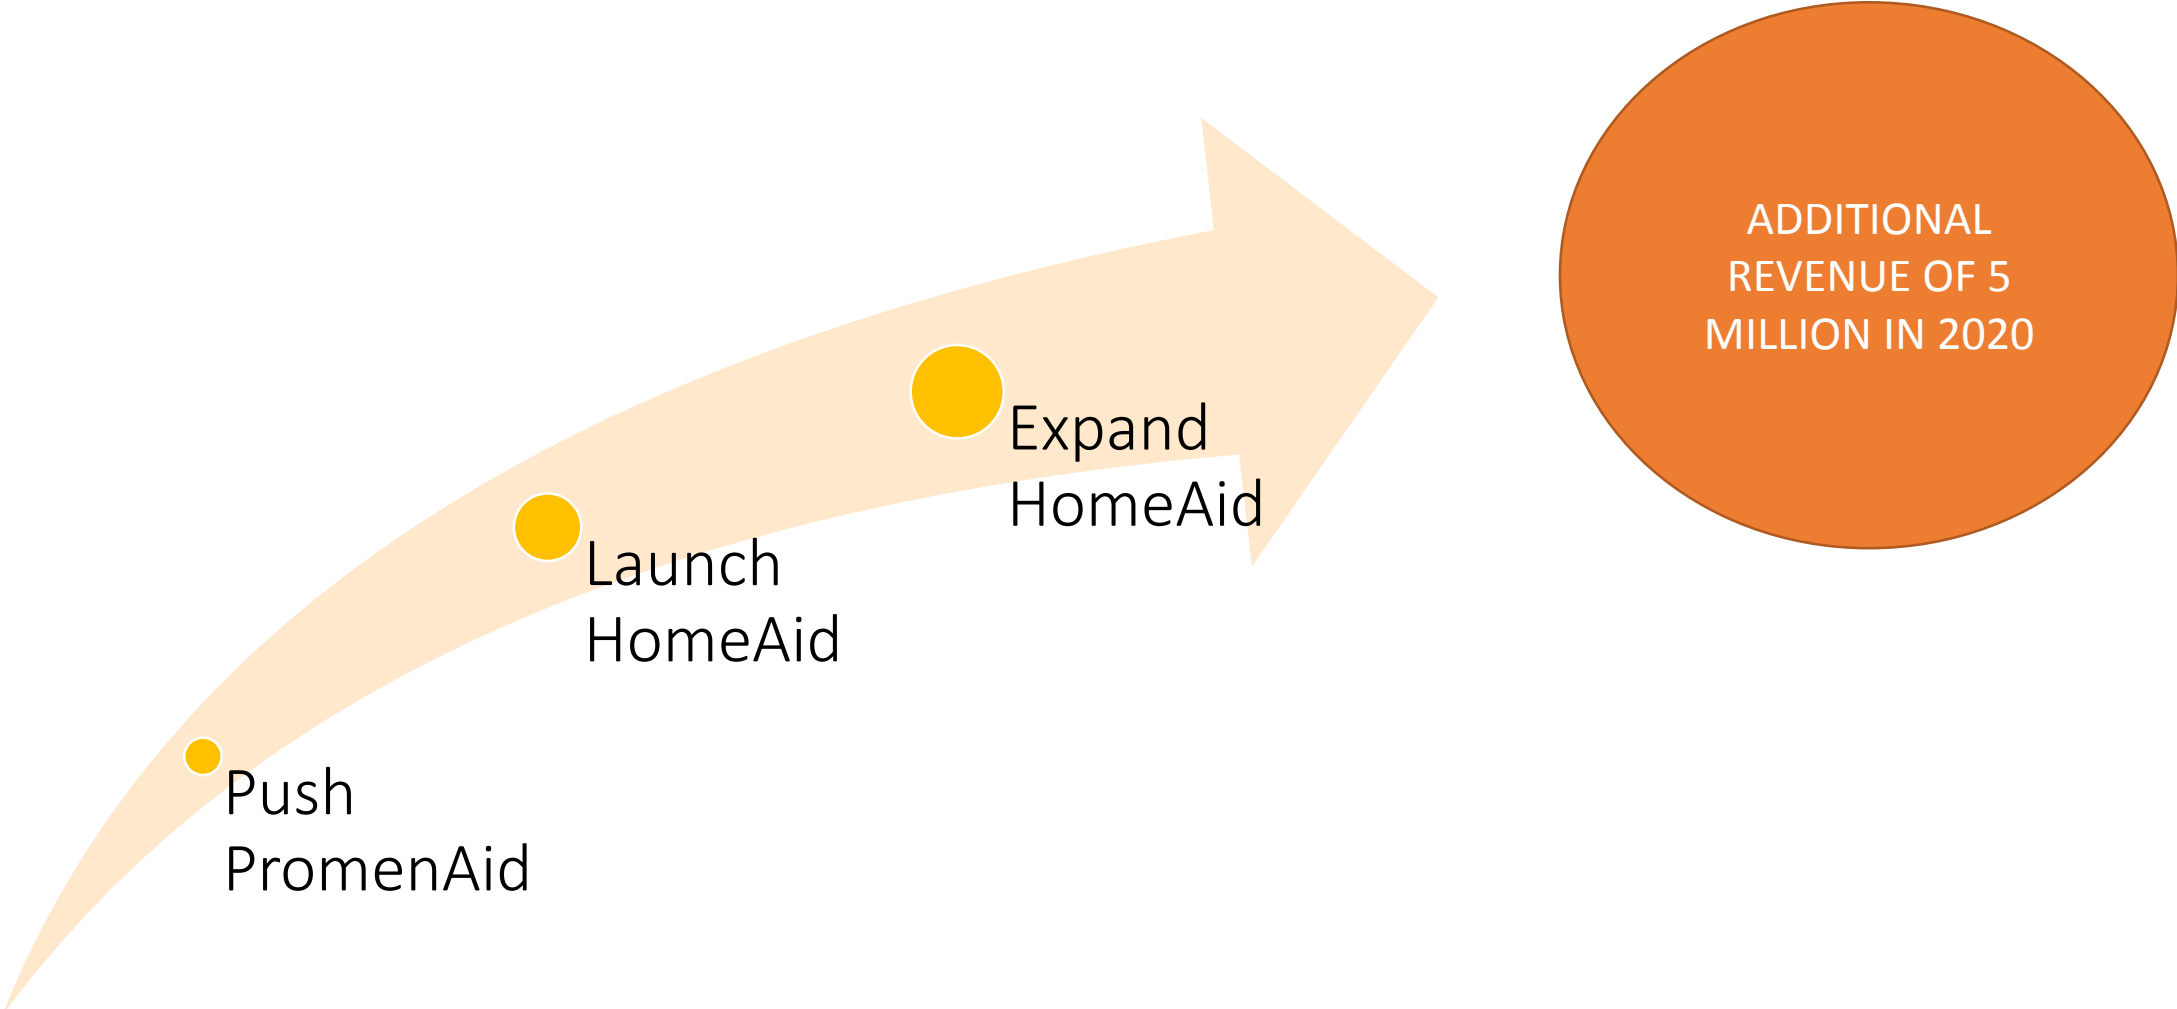 Push
PromenAid
Launch
HomeAid
Expand
HomeAid
ADDITIONAL
REVENUE OF 5
MILLION IN 2020